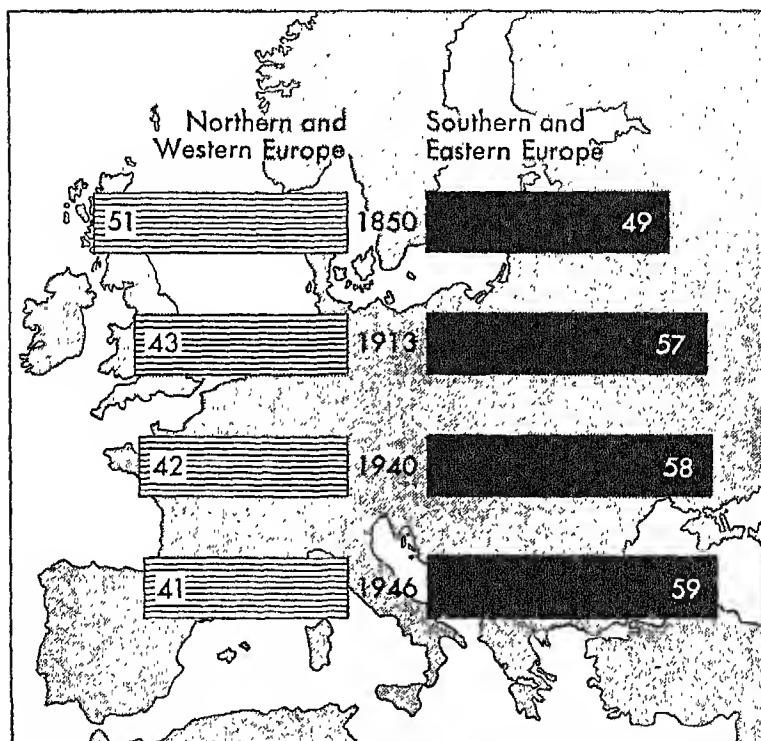 Northern and
Western Europe
Southern and
Eastern Europe
51 1850 49
43 1913 57
42 1940 58
41 1946 59